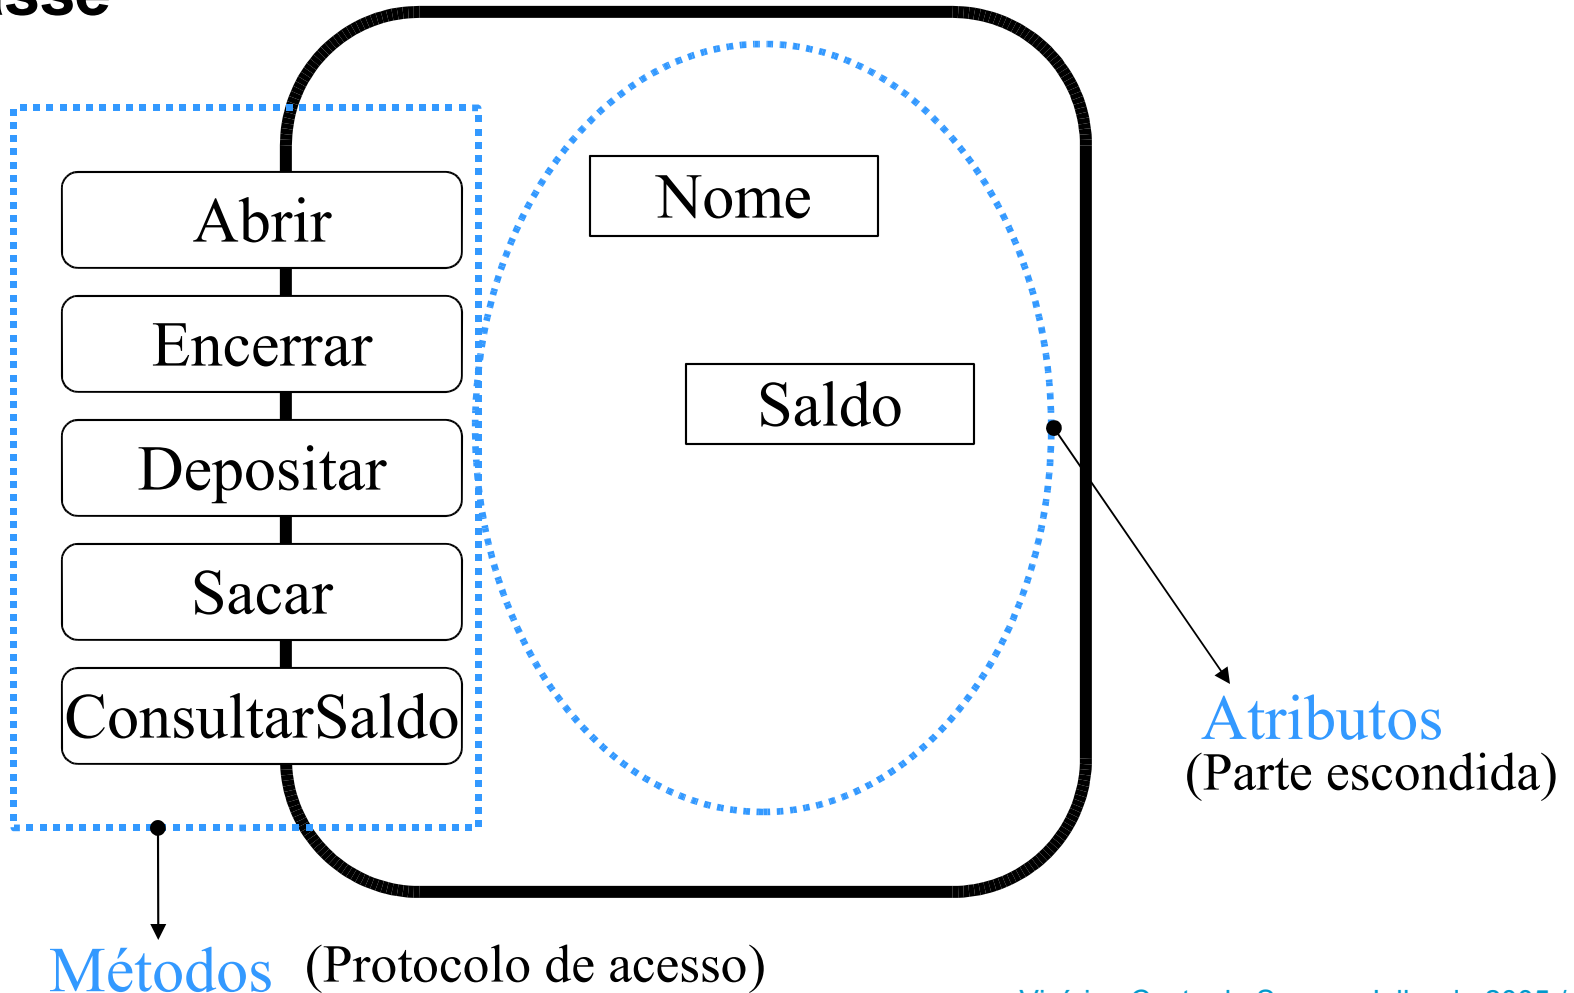 Nome
Abrir
Encerrar
Saldo
Depositar
Sacar
ConsultarSaldo
Atributos
(Parte escondida)
Métodos (Protocolo de acesso)